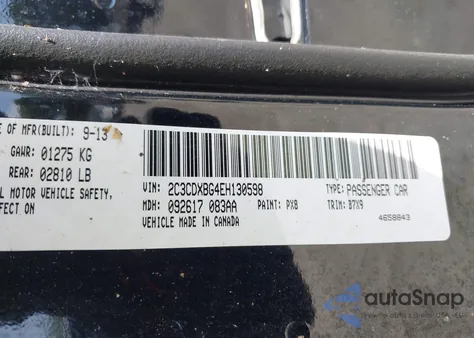 E OF MFR(BUILT): 9-13
GAWR: 01275 KG
REAR: 02810 LB
L MOTOR VEHICLE SAFETY,
FECT ON
VIN: 2C3CDXBG4EH130598
TYPE: PASSENGER CAR
MDH: 092617 083AA
PAINT: PX8
TRIM: B7X9
VEHICLE MADE IN CANADA
4658843
autoSnap